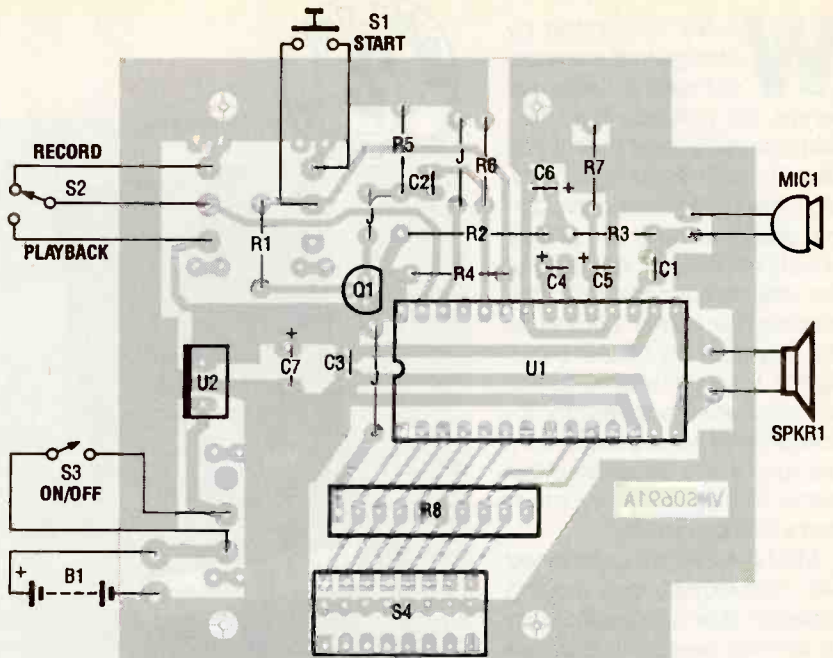 S1
START
RECORD
S2
PLAYBACK
R1
R5
C2
J
R6
C6
+
R7
MIC1
J
R2
R3
Q1
R4
+
C4
+
C5
C1
U2
+
C7
C3
J
U1
SPKR1
S3
ON/OFF
R8
VMS0691A
+
B1
S4